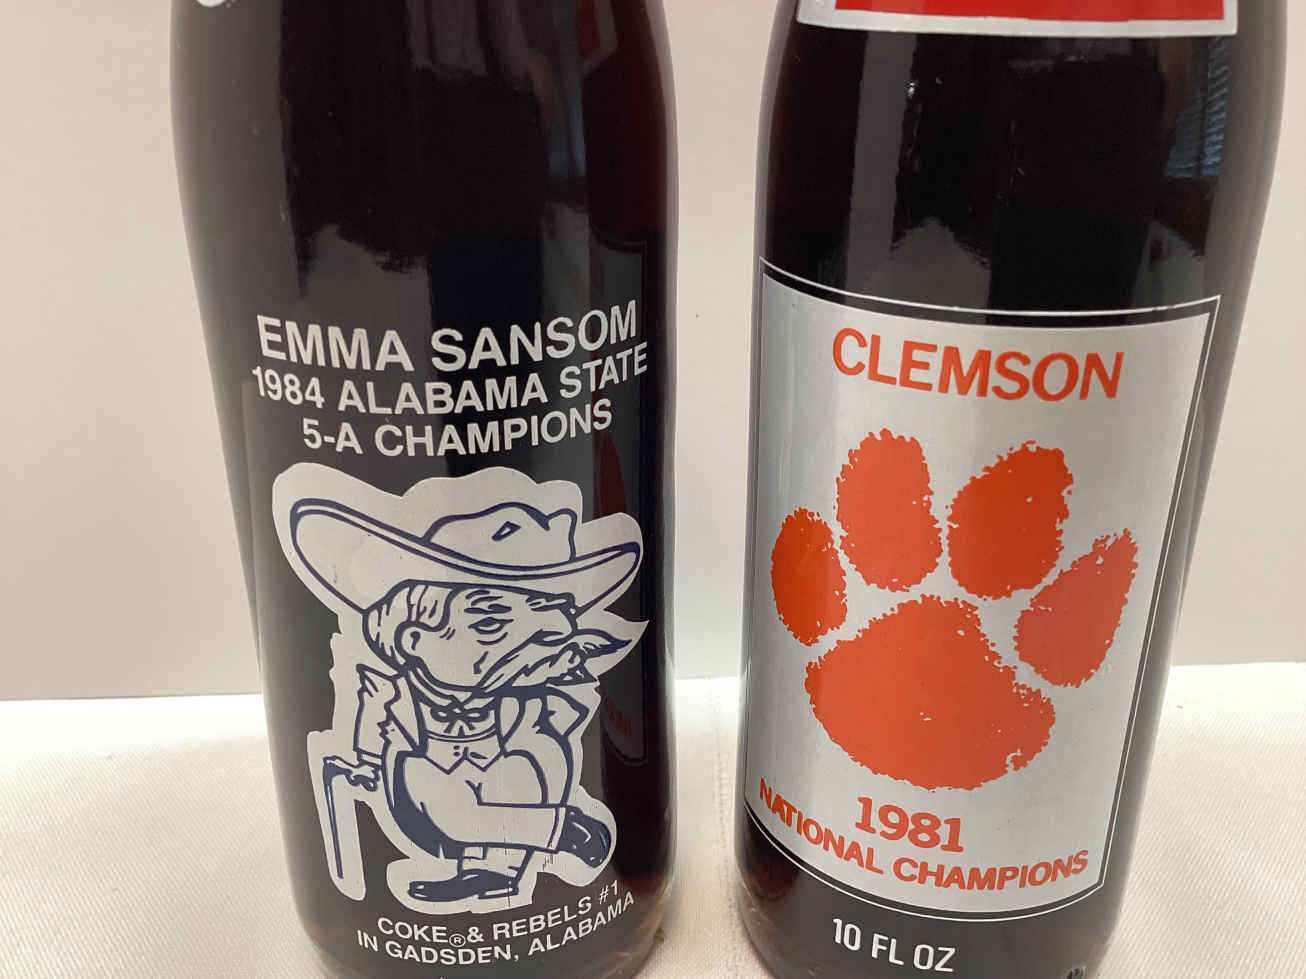 EMMA SANSOM
1984 ALABAMA STATE
5-A CHAMPIONS
COKE® & REBELS #1
IN GADSDEN, ALABAMA
CLEMSON
1981
NATIONAL CHAMPIONS
10 FL OZ